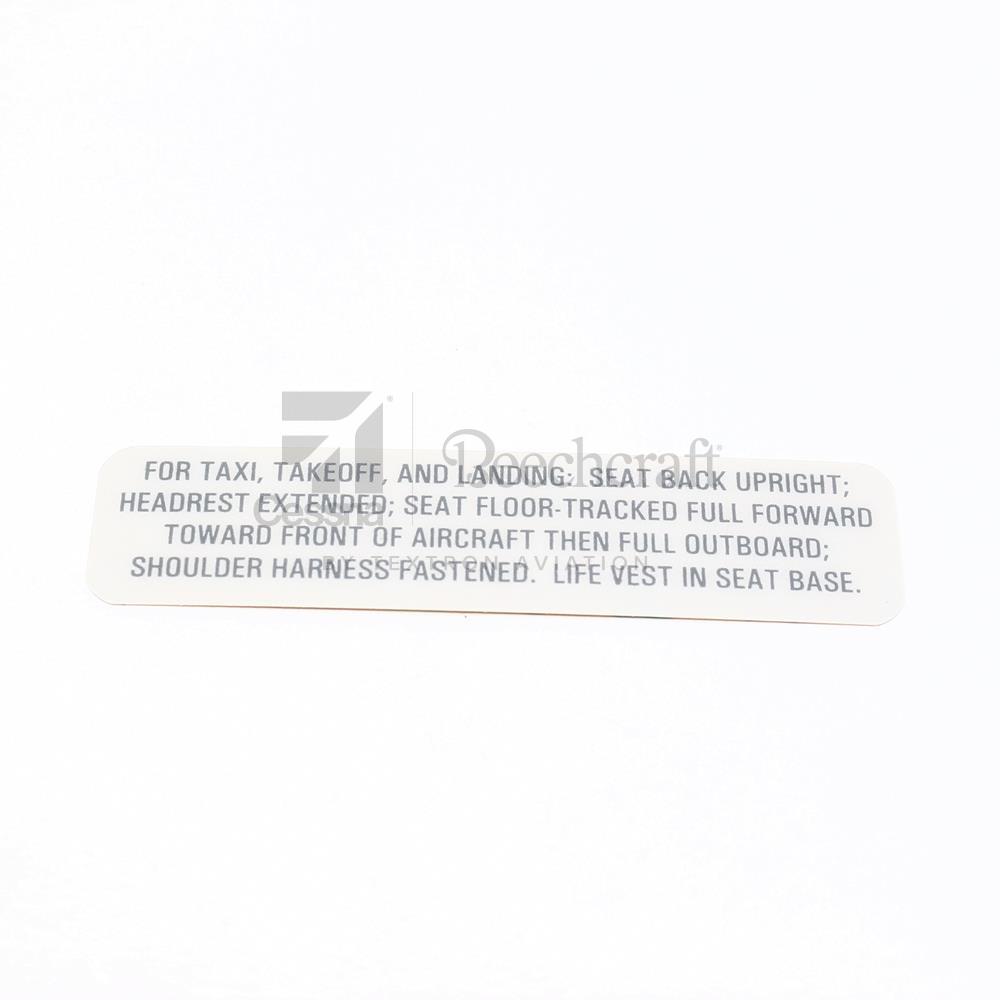 FOR TAXI, TAKEOFF, AND LANDING: SEAT BACK UPRIGHT;
HEADREST EXTENDED; SEAT FLOOR-TRACKED FULL FORWARD
TOWARD FRONT OF AIRCRAFT THEN FULL OUTBOARD;
SHOULDER HARNESS FASTENED. LIFE VEST IN SEAT BASE.
Cessna
Beechcraft
BY TEXTRON AVIATION